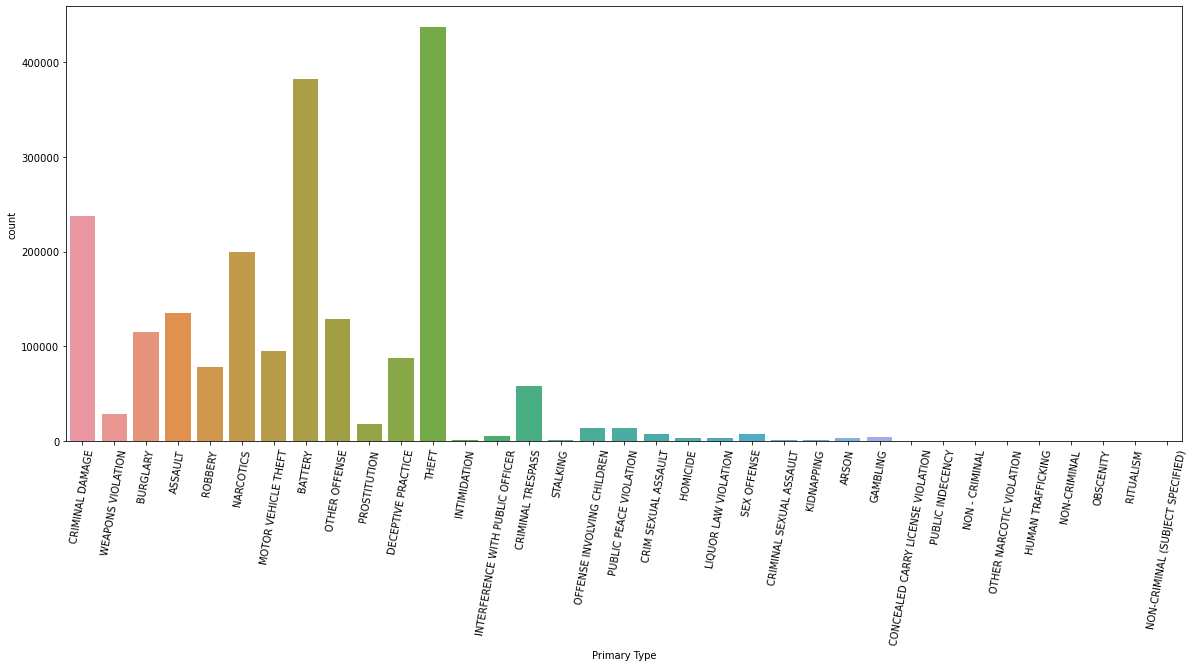 400000
300000
200000
100000
0
count
CRIMINAL DAMAGE
WEAPONS VIOLATION
BURGLARY
ASSAULT
ROBBERY
NARCOTICS
MOTOR VEHICLE THEFT
BATTERY
OTHER OFFENSE
PROSTITUTION
DECEPTIVE PRACTICE
THEFT
INTIMIDATION
INTERFERENCE WITH PUBLIC OFFICER
CRIMINAL TRESPASS
STALKING
OFFENSE INVOLVING CHILDREN
PUBLIC PEACE VIOLATION
CRIM SEXUAL ASSAULT
HOMICIDE
LIQUOR LAW VIOLATION
SEX OFFENSE
CRIMINAL SEXUAL ASSAULT
KIDNAPPING
ARSON
GAMBLING
CONCEALED CARRY LICENSE VIOLATION
PUBLIC INDECENCY
NON - CRIMINAL
OTHER NARCOTIC VIOLATION
HUMAN TRAFFICKING
NON-CRIMINAL
OBSCENITY
RITUALISM
NON-CRIMINAL (SUBJECT SPECIFIED)
Primary Type